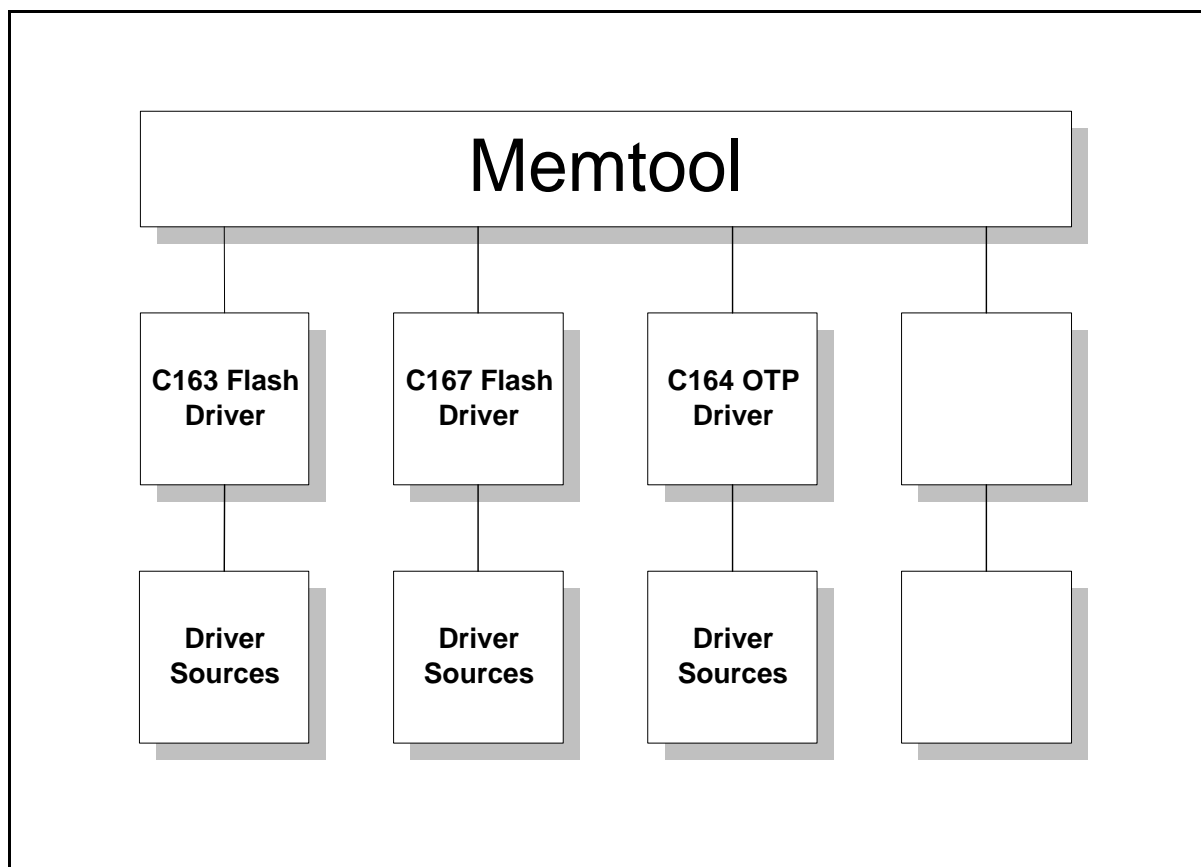 Memtool
C163 Flash
Driver
C167 Flash
Driver
C164 OTP
Driver
Driver
Sources
Driver
Sources
Driver
Sources